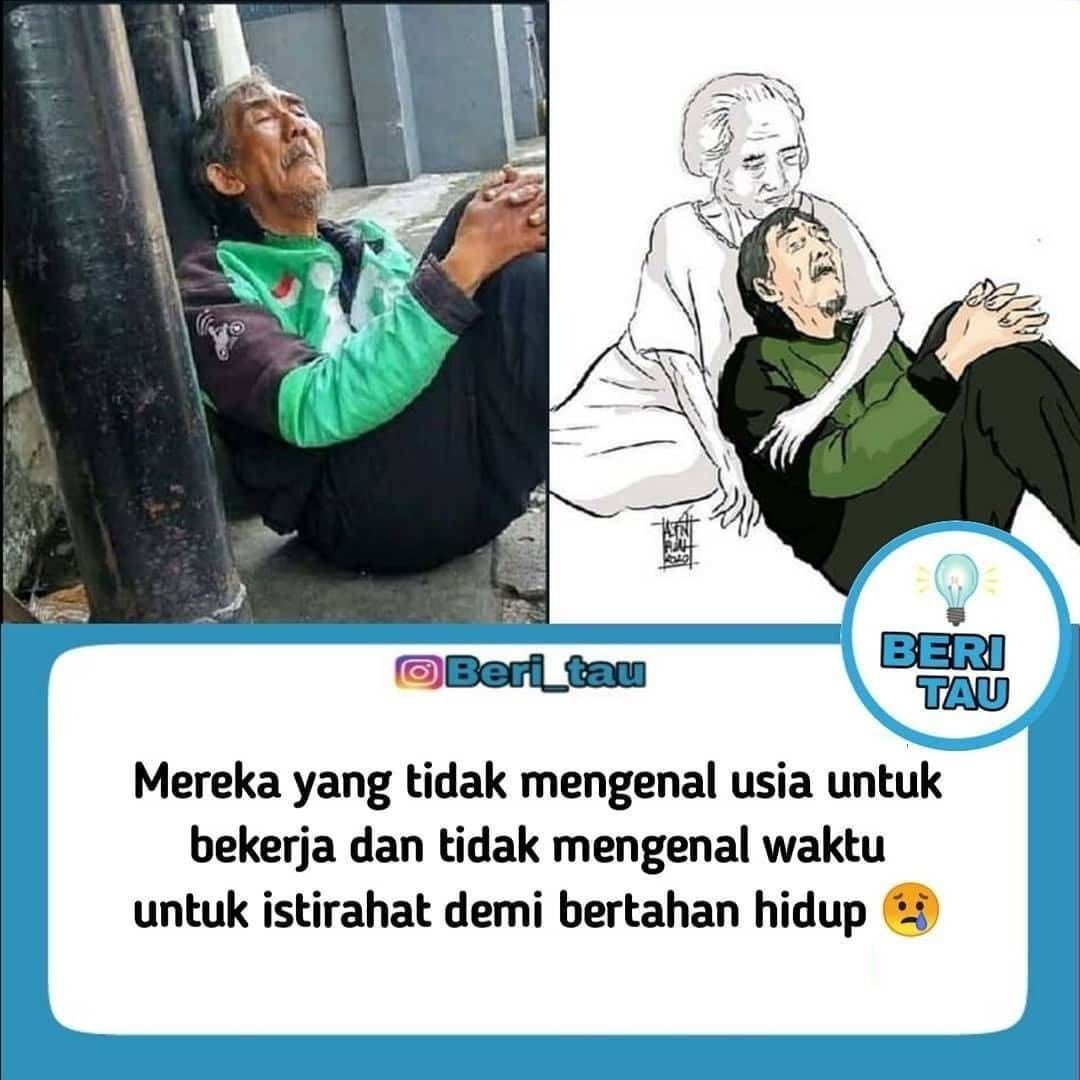 Beri_tau
BERI
TAU
Mereka yang tidak mengenal usia untuk
bekerja dan tidak mengenal waktu
untuk istirahat demi bertahan hidup 😢